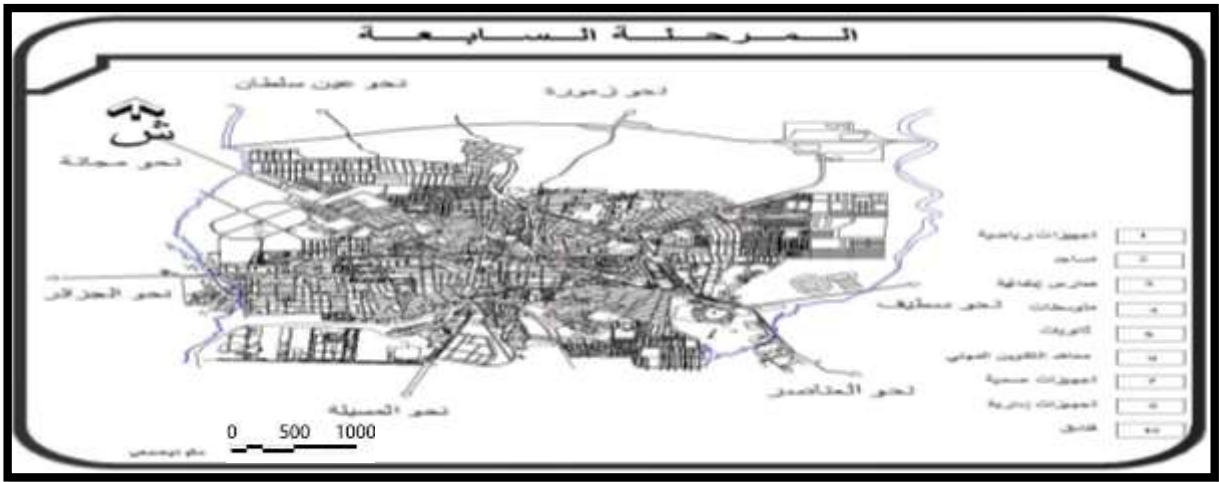 المرحلة السابعة
نحو عين سلطان
نحو زمورة
ش
نحو مجانة
نحو الجزائر
نحو سطيف
نحو المناصر
نحو المسيلة
0 500 1000
تجهيزات رياضية
مساجد
مدارس إبتدائية
متوسطات
ثانويات
معاهد التكوين المهني
تجهيزات صحية
تجهيزات إدارية
فنادق